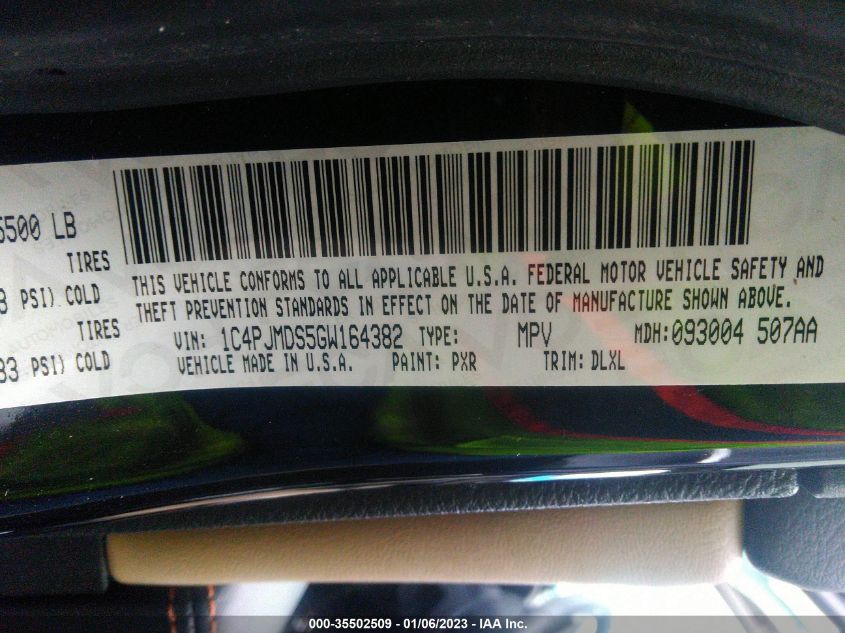 5500 LB
TIRES
THIS VEHICLE CONFORMS TO ALL APPLICABLE U.S.A. FEDERAL MOTOR VEHICLE SAFETY AND
3 PSI) COLD
THEFT PREVENTION STANDARDS IN EFFECT ON THE DATE OF MANUFACTURE SHOWN ABOVE.
TIRES
VIN: 1C4PJMDS5GW164382 TYPE: MPV MDH:093004 507AA
33 PSI) COLD
VEHICLE MADE IN U.S.A. PAINT: PXR TRIM: DLXL
000-35502509 - 01/06/2023 - IAA Inc.